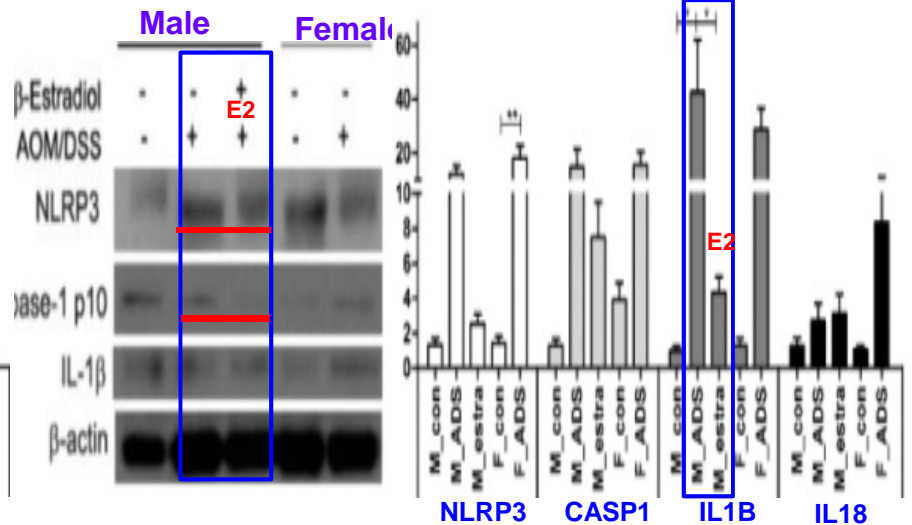 Male
Female
β-Estradiol - - + - -
E2
AOM/DSS - + + - +
NLRP3
pase-1 p10
IL-1β
β-actin
60
40
20
10
8
6
4
2
0
**
*
*
E2
M_con
M_ADS
M_estra
F_con
F_ADS
M_con
M_ADS
M_estra
F_con
F_ADS
M_con
M_ADS
M_estra
F_con
F_ADS
M_con
M_ADS
M_estra
F_con
F_ADS
NLRP3
CASP1
IL1B
IL18